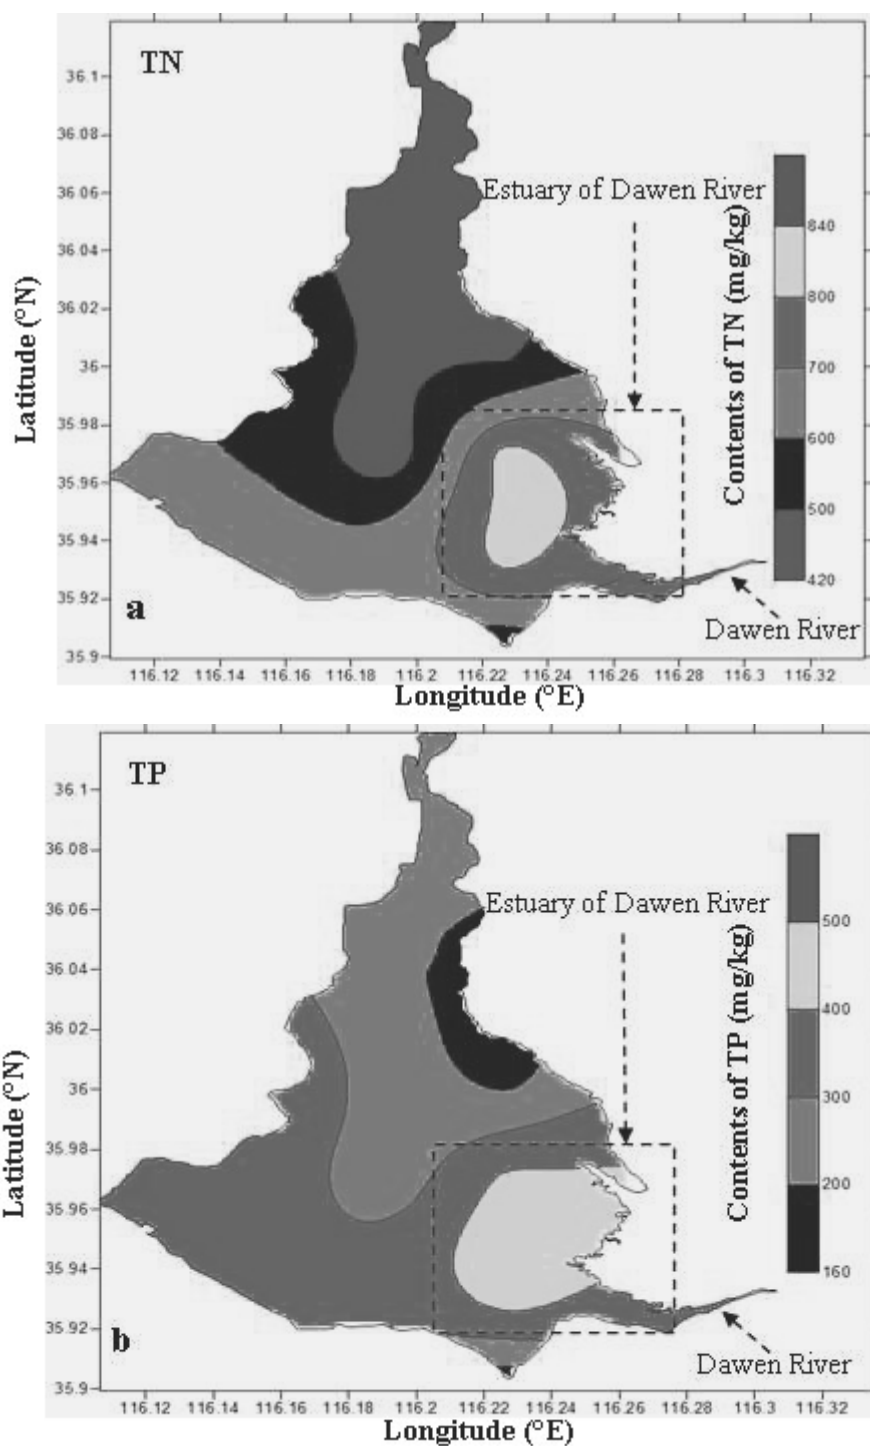 TN
36.1
36.08
36.06
36.04
36.02
36
35.98
35.96
35.94
35.92
35.9
Latitude (°N)
Estuary of Dawen River
Contents of TN (mg/kg)
840
800
700
600
500
420
a
Dawen River
116.12 116.14 116.16 116.18 116.2 116.22 116.24 116.26 116.28 116.3 116.32
Longitude (°E)
TP
36.1
36.08
36.06
36.04
36.02
36
35.98
35.96
35.94
35.92
35.9
Latitude (°N)
Estuary of Dawen River
Contents of TP (mg/kg)
500
400
300
200
160
b
Dawen River
116.12 116.14 116.16 116.18 116.2 116.22 116.24 116.26 116.28 116.3 116.32
Longitude (°E)